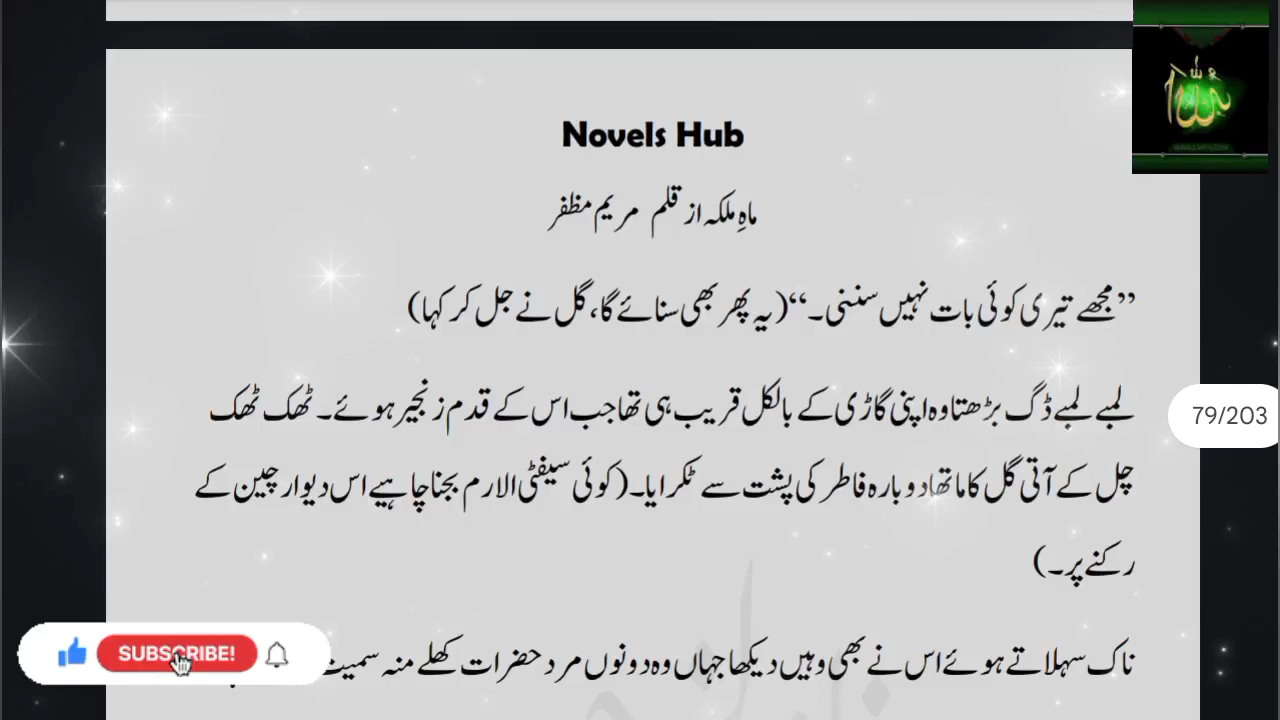 Novels Hub
ماہِ ملکہ از قلم مریم مظفر
”مجھے تیری کوئی بات نہیں سننی۔“ (یہ پھر بھی سنائے گا، گل نے جل کر کہا)
لمبے لمبے ڈگ بڑھتا وہ اپنی گاڑی کے بالکل قریب ہی تھا جب اس کے قدم زنجیر ہوئے۔ ٹھک ٹھک
چل کے آتی گل کا ماتھا دوبارہ فاطر کی پشت سے ٹکرایا۔ (کوئی سیفٹی الارم بجنا چاہیے اس دیوار چین کے
رکنے پر۔)
79/203
ناک سہلاتے ہوئے اس نے بھی وہیں دیکھا جہاں وہ دونوں مرد حضرات کھلے منہ سمیت
SUBSCRIBE!